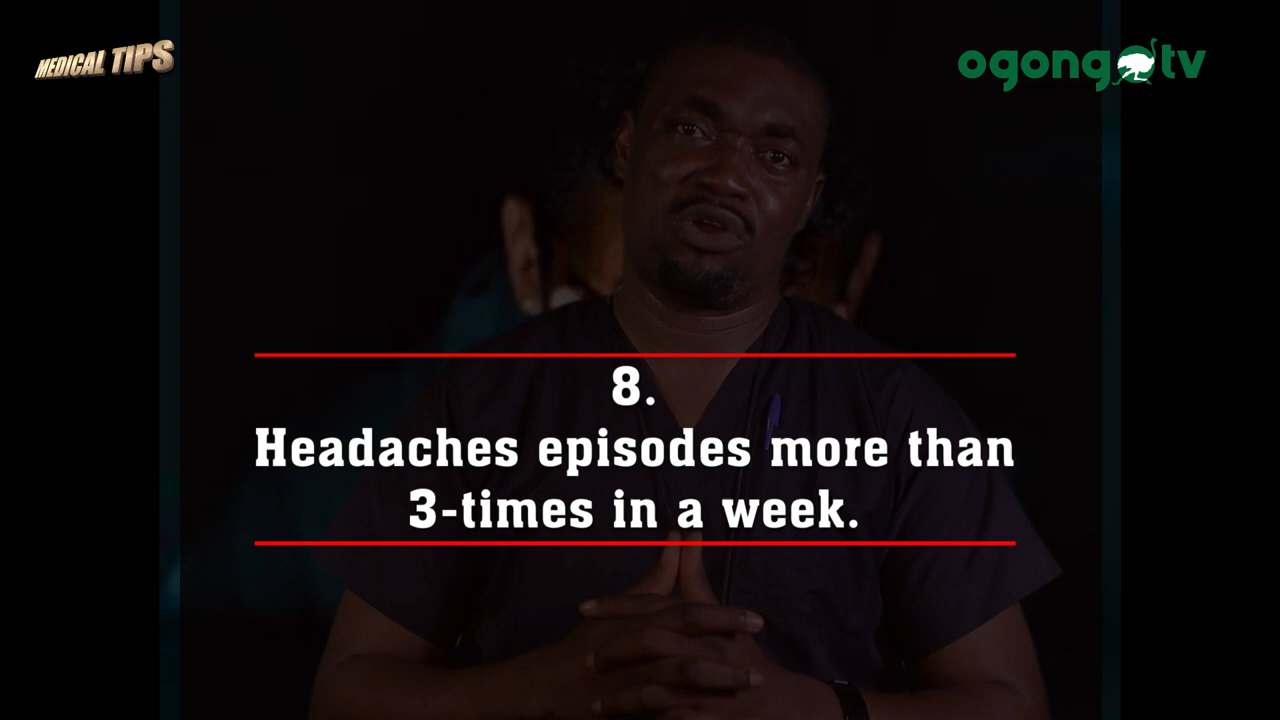 MEDICAL TIPS
ogongotv
8.
Headaches episodes more than
3-times in a week.